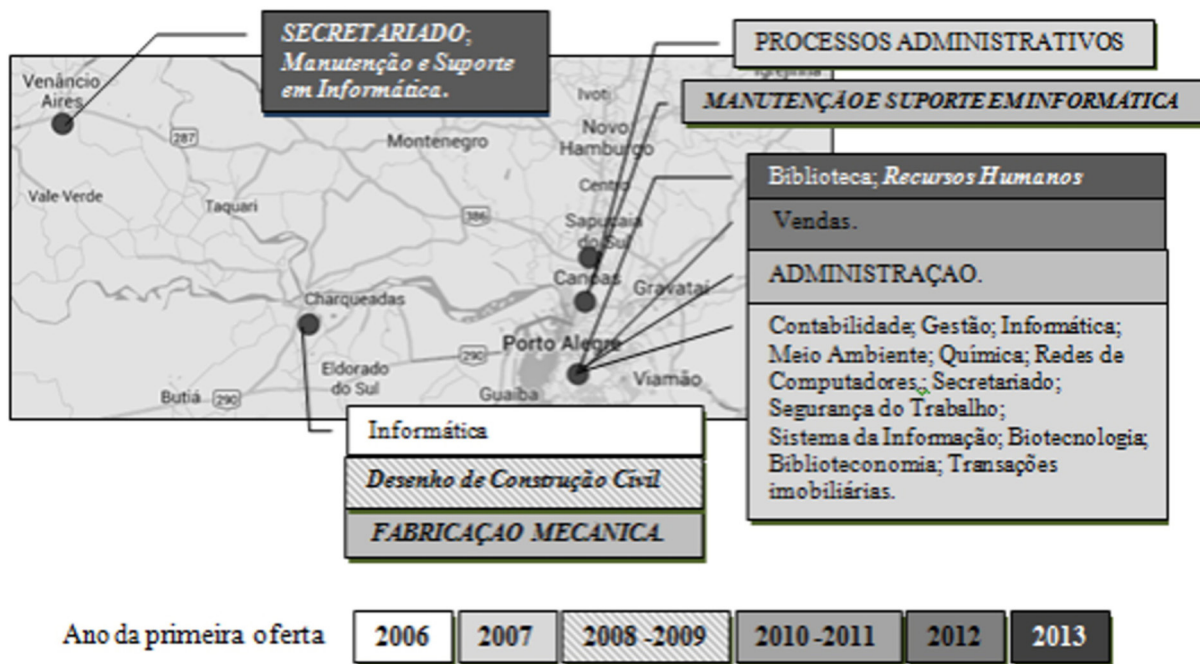 SECRETARIADO;
Manutenção e Suporte
em Informática.
PROCESSOS ADMINISTRATIVOS
MANUTENÇÃO E SUPORTE EM INFORMÁTICA
Venâncio
Aires
287
Montenegro
Ivoti
Novo
Hamburgo
Centro
Vale Verde
Taquari
386
Sapucaia
do Sul
Canoas
Gravataí
Charqueadas
Porto Alegre
290
Eldorado
do Sul
Butiá
290
Guaíba
Viamão
Biblioteca; Recursos Humanos
Vendas.
ADMINISTRAÇAO.
Contabilidade; Gestão; Informática;
Meio Ambiente; Química; Redes de
Computadores,; Secretariado;
Segurança do Trabalho;
Sistema da Informação; Biotecnologia;
Biblioteconomia; Transações
imobiliárias.
Informática
Desenho de Construção Civil
FABRICAÇAO MECANICA.
Ano da primeira oferta 2006 2007 2008 -2009 2010 -2011 2012 2013